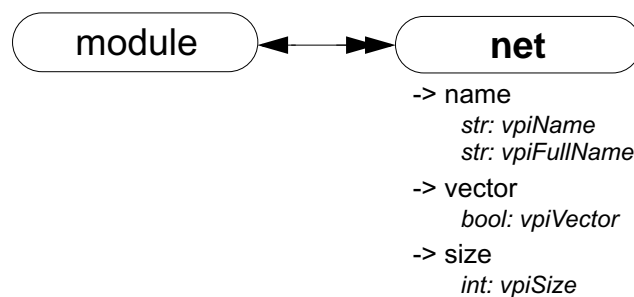 module
net
-> name
str: vpiName
str: vpiFullName
-> vector
bool: vpiVector
-> size
int: vpiSize